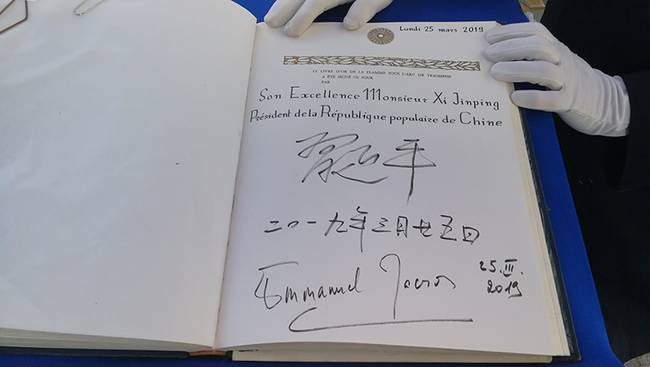 Lundi 25 mars 2019
LE LIVRE D'OR DE LA FLAMME SOUS L'ARC DE TRIOMPHE
A ÉTÉ SIGNÉ CE JOUR
PAR
Son Excellence Monsieur Xi Jinping
Président de la République populaire de Chine
习近平
二〇一九年三月廿五日
Emmanuel Macron
25.III.
2019